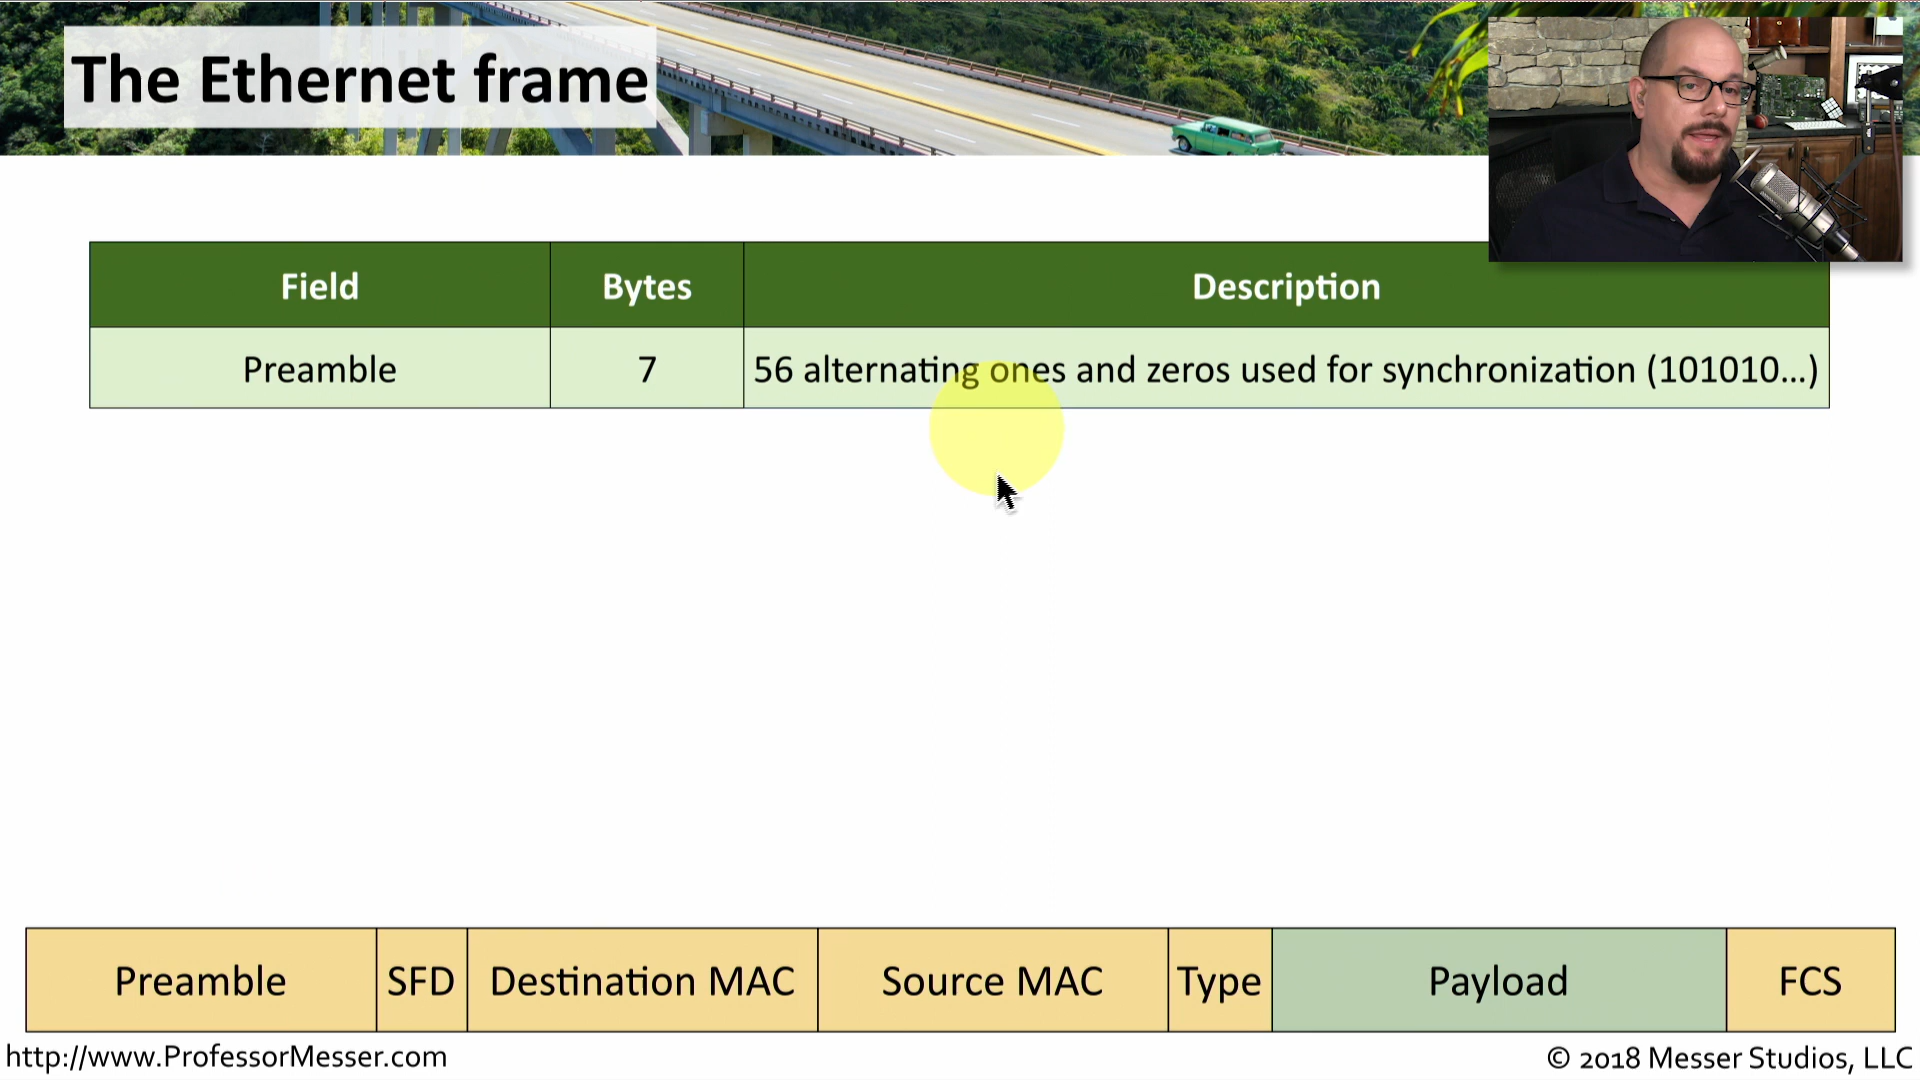 The Ethernet frame
Field Bytes Description
Preamble 7 56 alternating ones and zeros used for synchronization (101010...)
Preamble SFD Destination MAC Source MAC Type Payload FCS
http://www.ProfessorMesser.com © 2018 Messer Studios, LLC